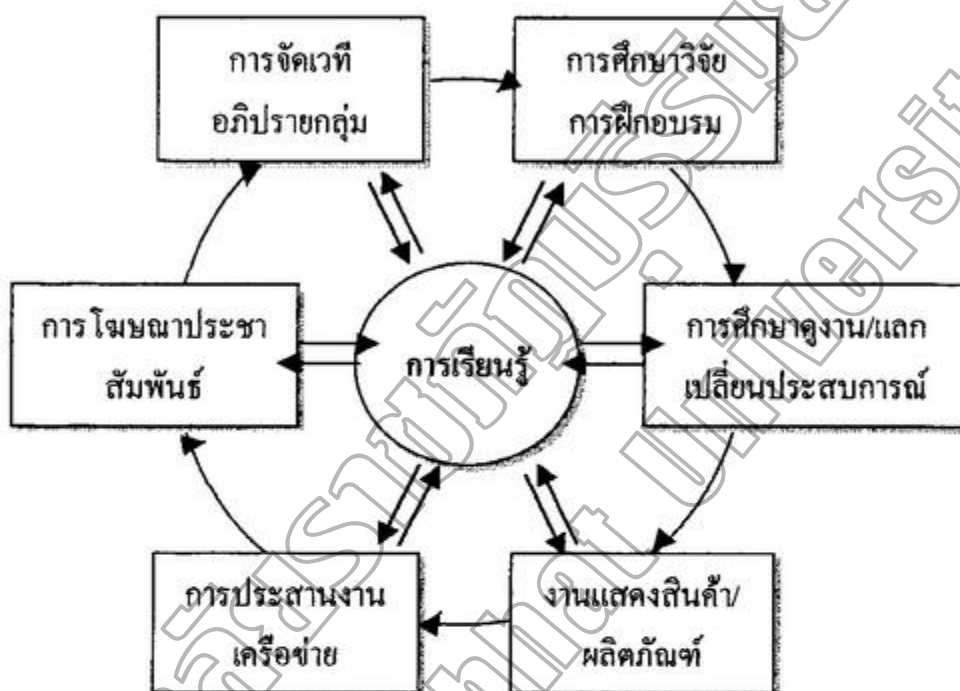 การจัดเวที
อภิปรายกลุ่ม
การศึกษาวิจัย
การฝึกอบรม
การโฆษณาประชา
สัมพันธ์
การเรียนรู้
การศึกษาดูงาน/แลก
เปลี่ยนประสบการณ์
การประสานงาน
เครือข่าย
งานแสดงสินค้า/
ผลิตภัณฑ์